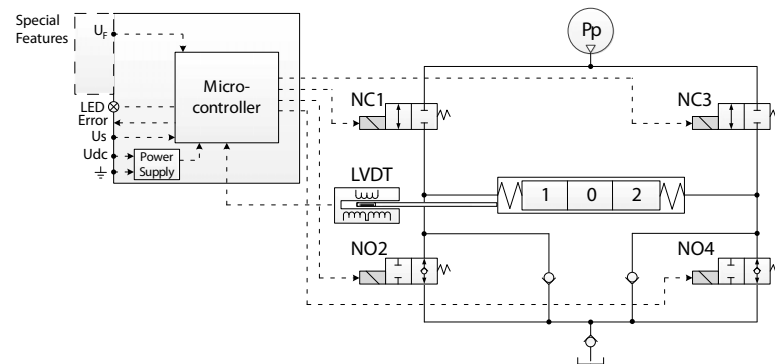 Special
Features
U_F
Micro-
controller
LED
Error
Us
Udc
Power
Supply
Pp
NC1
NC3
LVDT
1 0 2
NO2
NO4